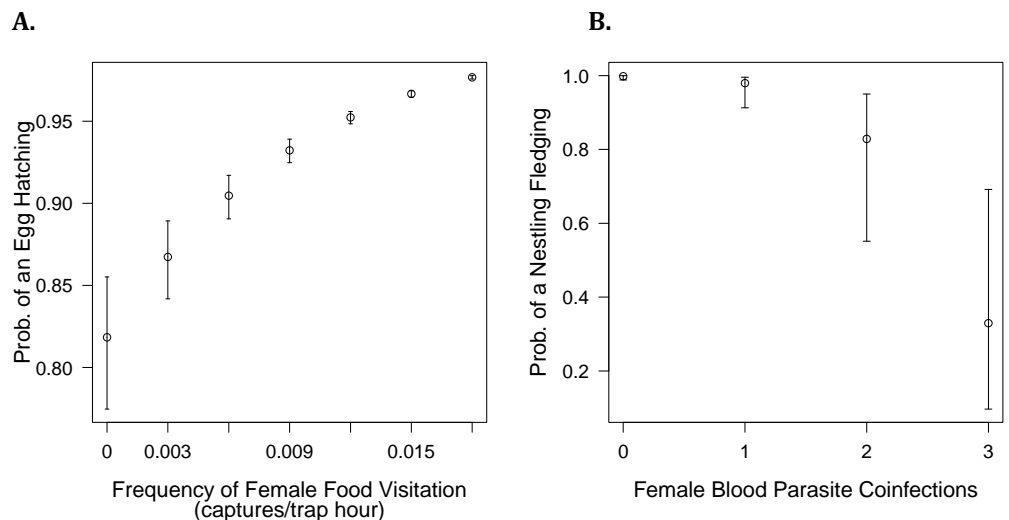 A.
Prob. of an Egg Hatching
0.95
0.90
0.85
0.80
0
0.003
0.009
0.015
Frequency of Female Food Visitation
(captures/trap hour)
B.
Prob. of a Nestling Fledging
1.0
0.8
0.6
0.4
0.2
0
1
2
3
Female Blood Parasite Coinfections